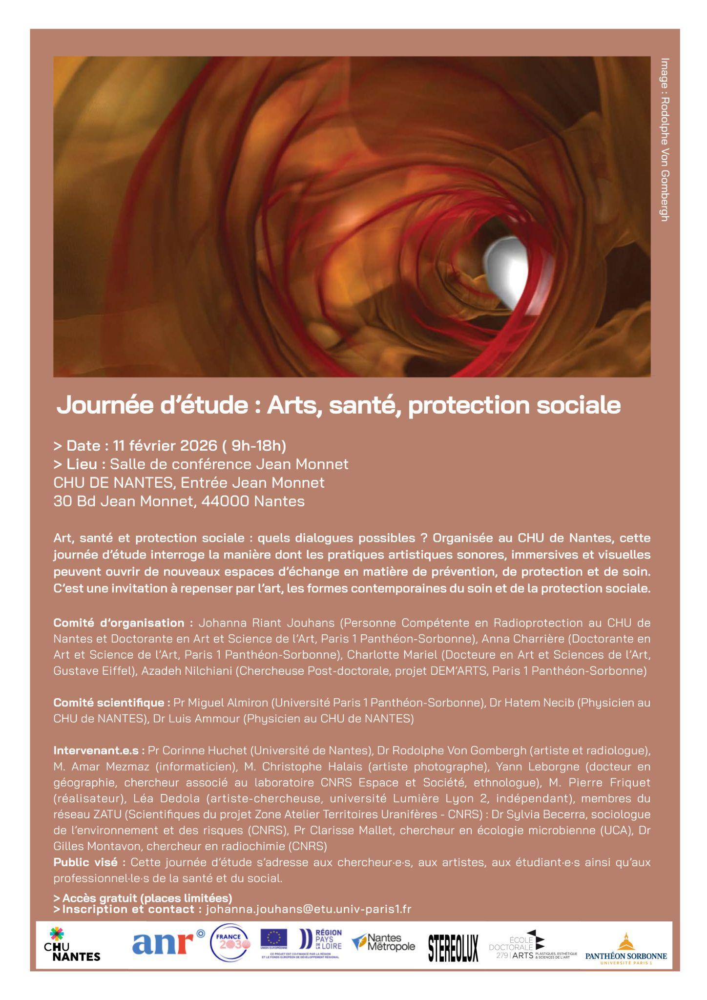 Image : Rodolphe Von Gombergh
Journée d’étude : Arts, santé, protection sociale
> Date : 11 février 2026 ( 9h-18h)
> Lieu : Salle de conférence Jean Monnet
CHU DE NANTES, Entrée Jean Monnet
30 Bd Jean Monnet, 44000 Nantes
Art, santé et protection sociale : quels dialogues possibles ? Organisée au CHU de Nantes, cette
journée d’étude interroge la manière dont les pratiques artistiques sonores, immersives et visuelles
peuvent ouvrir de nouveaux espaces d’échange en matière de prévention, de protection et de soin.
C’est une invitation à repenser par l’art, les formes contemporaines du soin et de la protection sociale.
Comité d’organisation : Johanna Riant Jouhans (Personne Compétente en Radioprotection au CHU de
Nantes et Doctorante en Art et Science de l’Art, Paris 1 Panthéon-Sorbonne), Anna Charrière (Doctorante en
Art et Science de l’Art, Paris 1 Panthéon-Sorbonne), Charlotte Mariel (Docteure en Art et Sciences de l’Art,
Gustave Eiffel), Azadeh Nilchiani (Chercheuse Post-doctorale, projet DEM’ARTS, Paris 1 Panthéon-Sorbonne)
Comité scientifique : Pr Miguel Almiron (Université Paris 1 Panthéon-Sorbonne), Dr Hatem Necib (Physicien au
CHU de NANTES), Dr Luis Ammour (Physicien au CHU de NANTES)
Intervenant.e.s : Pr Corinne Huchet (Université de Nantes), Dr Rodolphe Von Gombergh (artiste et radiologue),
M. Amar Mezmaz (informaticien), M. Christophe Halais (artiste photographe), Yann Leborgne (docteur en
géographie, chercheur associé au laboratoire CNRS Espace et Société, ethnologue), M. Pierre Friquet
(réalisateur), Léa Dedola (artiste-chercheuse, université Lumière Lyon 2, indépendant), membres du
réseau ZATU (Scientifiques du projet Zone Atelier Territoires Uranifères - CNRS) : Dr Sylvia Becerra, sociologue
de l’environnement et des risques (CNRS), Pr Clarisse Mallet, chercheur en écologie microbienne (UCA), Dr
Gilles Montavon, chercheur en radiochimie (CNRS)
Public visé : Cette journée d’étude s’adresse aux chercheur·e·s, aux artistes, aux étudiant·e·s ainsi qu’aux
professionnel·le·s de la santé et du social.
> Accès gratuit (places limitées)
> Inscription et contact : johanna.jouhans@etu.univ-paris1.fr
CHU
NANTES
anr
FRANCE
2030
UNION EUROPÉENNE
RÉGION
PAYS
DE LA LOIRE
CE PROJET EST CO-FINANCÉ PAR LA RÉGION
ET LE FONDS EUROPÉEN DE DÉVELOPPEMENT RÉGIONAL
Nantes
Métropole
STEREOLUX
ÉCOLE
DOCTORALE
279 | ARTS PLASTIQUES, ESTHÉTIQUE
& SCIENCES DE L'ART
PANTHÉON SORBONNE
UNIVERSITÉ PARIS 1